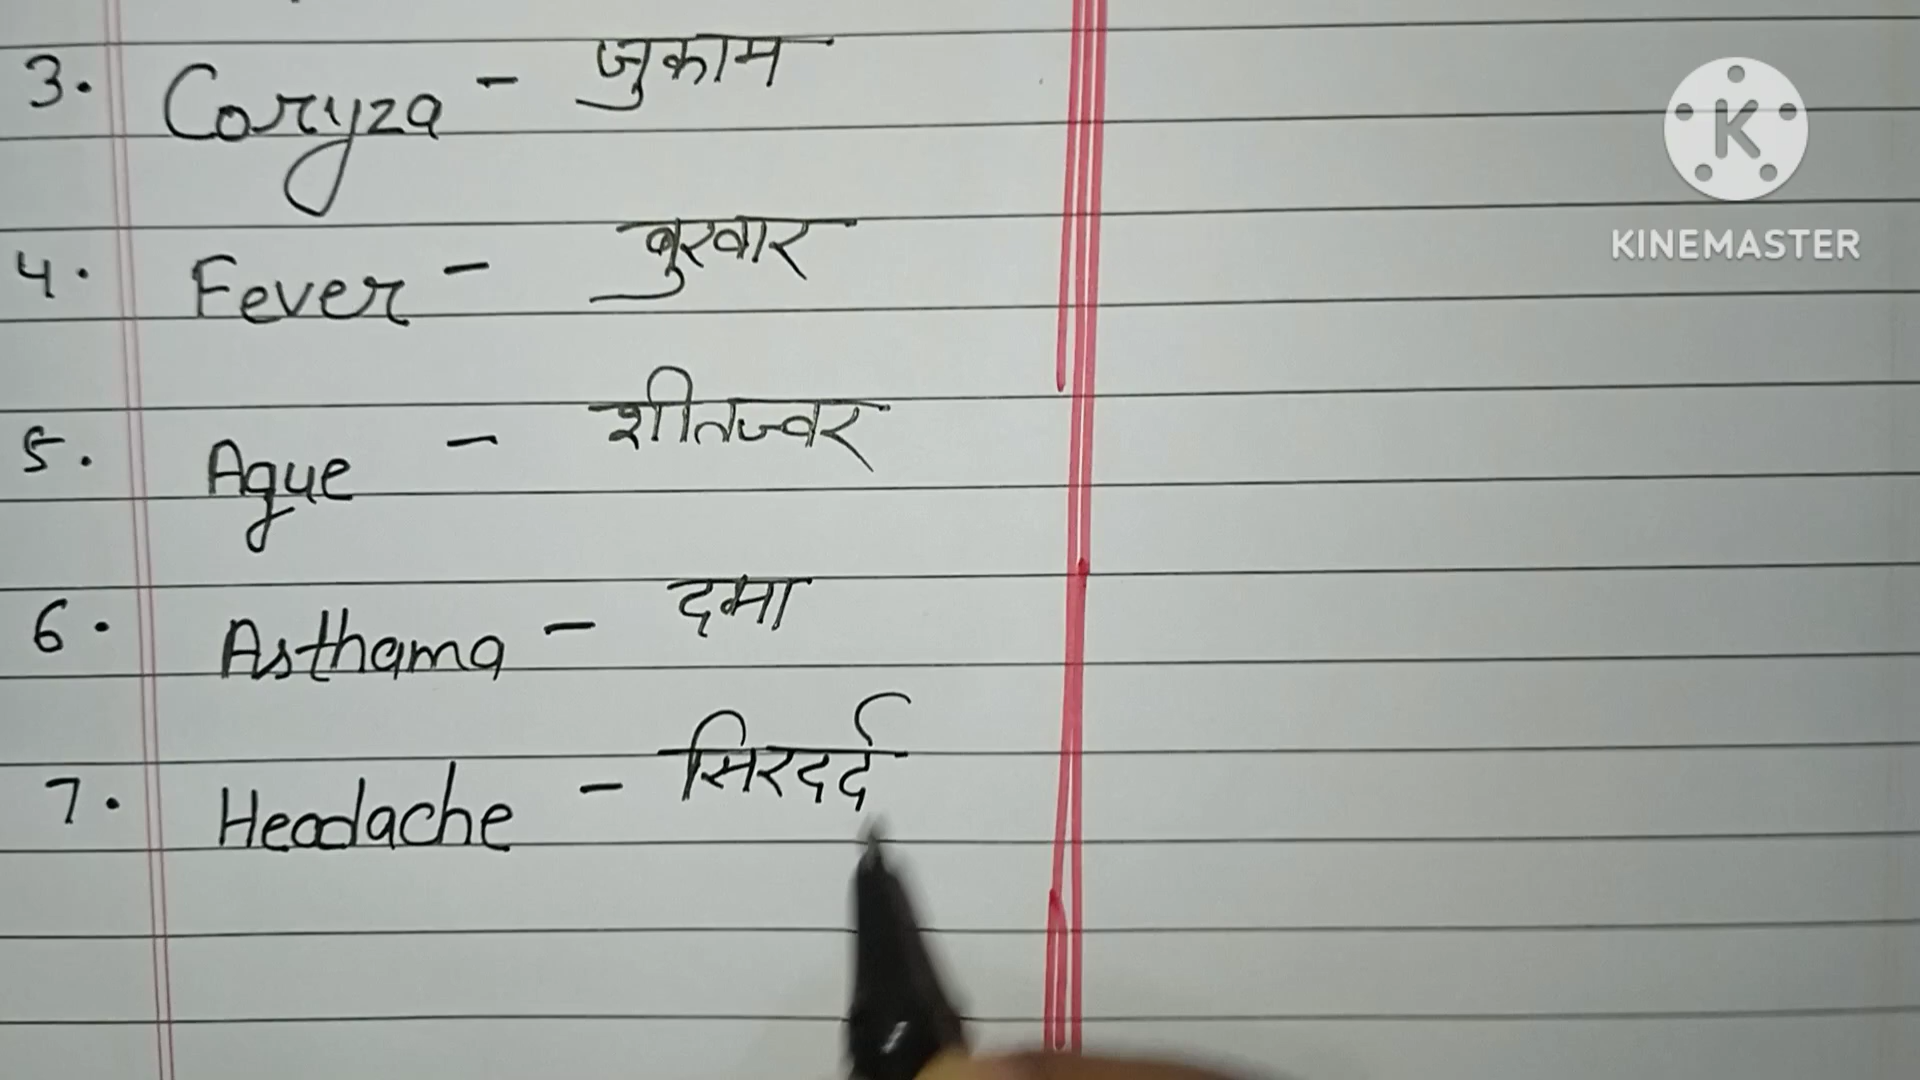 3. Coryza - जुकाम
K
KINEMASTER
4. Fever - बुखार
5. Ague - शीतज्वर
6. Asthama - दमा
7. Headache - सिरदर्द